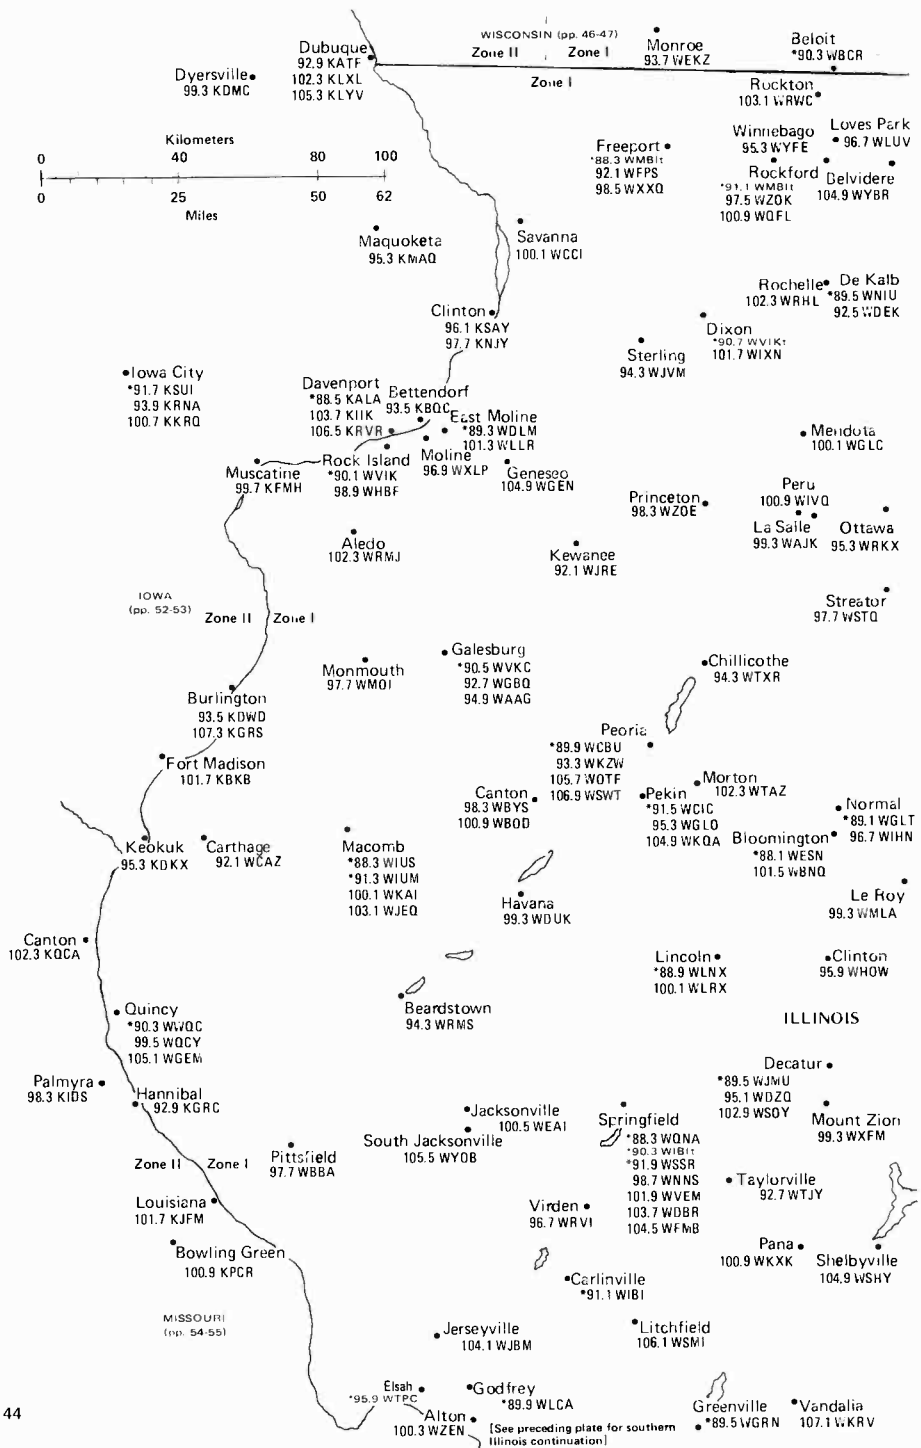 WISCONSIN (pp. 46-47)
Zone II
Zone I
Zone I
Dubuque
92.9 KATF
102.3 KLXL
105.3 KLYV
Dyersville
99.3 KDMC
Monroe
93.7 WEKZ
Beloit
*90.3 WBCR
Rockton
103.1 WRWC
Kilometers
0 40 80 100
0 25 50 62
Miles
Freeport
*88.3 WMBIt
92.1 WFPS
98.5 WXXQ
Winnebago
95.3 WYFE
Loves Park
96.7 WLUV
Rockford
*91.1 WMBIt
97.5 WZOK
100.9 WQFL
Belvidere
104.9 WYBR
Maquoketa
95.3 KMAQ
Savanna
100.1 WCCI
Clinton
96.1 KSAY
97.7 KNJY
Rochelle
102.3 WRHL
De Kalb
*89.5 WNIU
92.5 WDEK
Dixon
*90.7 WVIKt
101.7 WIXN
Sterling
94.3 WJVM
Iowa City
*91.7 KSUI
93.9 KRNA
100.7 KKRQ
Davenport
*88.5 KALA
103.7 KIIK
106.5 KRVR
Bettendorf
93.5 KBQC
East Moline
*89.3 WDLM
101.3 WLLR
Mendota
100.1 WGLC
Muscatine
99.7 KFMH
Rock Island
*90.1 WVIK
98.9 WHBF
Moline
96.9 WXLP
Geneseo
104.9 WGEN
Princeton
98.3 WZOE
Peru
100.9 WIVQ
La Salle
99.3 WAJK
Ottawa
95.3 WRKX
Aledo
102.3 WRMJ
Kewanee
92.1 WJRE
IOWA
(pp. 52-53)
Zone II
Zone I
Streator
97.7 WSTQ
Monmouth
97.7 WMOI
Galesburg
*90.5 WVKC
92.7 WGBQ
94.9 WAAG
Chillicothe
94.3 WTXR
Burlington
93.5 KDWD
107.3 KGRS
Peoria
*89.9 WCBU
93.3 WKZW
105.7 WOTF
106.9 WSWT
Fort Madison
101.7 KBKB
Canton
98.3 WBYS
100.9 WBOD
Pekin
*91.5 WCIC
95.3 WGLO
104.9 WKQA
Morton
102.3 WTAZ
Normal
*89.1 WGLT
96.7 WIHN
Bloomington
*88.1 WESN
101.5 WBNQ
Keokuk
95.3 KDKX
Carthage
92.1 WCAZ
Macomb
*88.3 WIUS
*91.3 WIUM
100.1 WKAI
103.1 WJEQ
Havana
99.3 WDUK
Le Roy
99.3 WMLA
Canton
102.3 KQCA
Lincoln
*88.9 WLNX
100.1 WLRX
Clinton
95.9 WHOW
Quincy
*90.3 WWQC
99.5 WQCY
105.1 WGEM
Beardstown
94.3 WRMS
ILLINOIS
Palmyra
98.3 KIDS
Hannibal
92.9 KGRC
Decatur
*89.5 WJMU
95.1 WDZQ
102.9 WSOY
Mount Zion
99.3 WXFM
Jacksonville
100.5 WEAI
South Jacksonville
105.5 WYOB
Springfield
*88.3 WQNA
*90.3 WIBIt
*91.9 WSSR
98.7 WNNS
101.9 WVEM
103.7 WDBR
104.5 WFMB
Zone II
Zone I
Pittsfield
97.7 WBBA
Taylorville
92.7 WTJY
Louisiana
101.7 KJFM
Virden
96.7 WRVI
Bowling Green
100.9 KPCR
Pana
100.9 WKXK
Shelbyville
104.9 WSHY
Carlinville
*91.1 WIBI
MISSOURI
(pp. 54-55)
Jerseyville
104.1 WJBM
Litchfield
106.1 WSMI
Elsah
*95.9 WTPC
Godfrey
*89.9 WLCA
Greenville
*89.5 WGRN
Vandalia
107.1 WKRV
44
Alton
100.3 WZEN
[See preceding plate for southern
Illinois continuation]